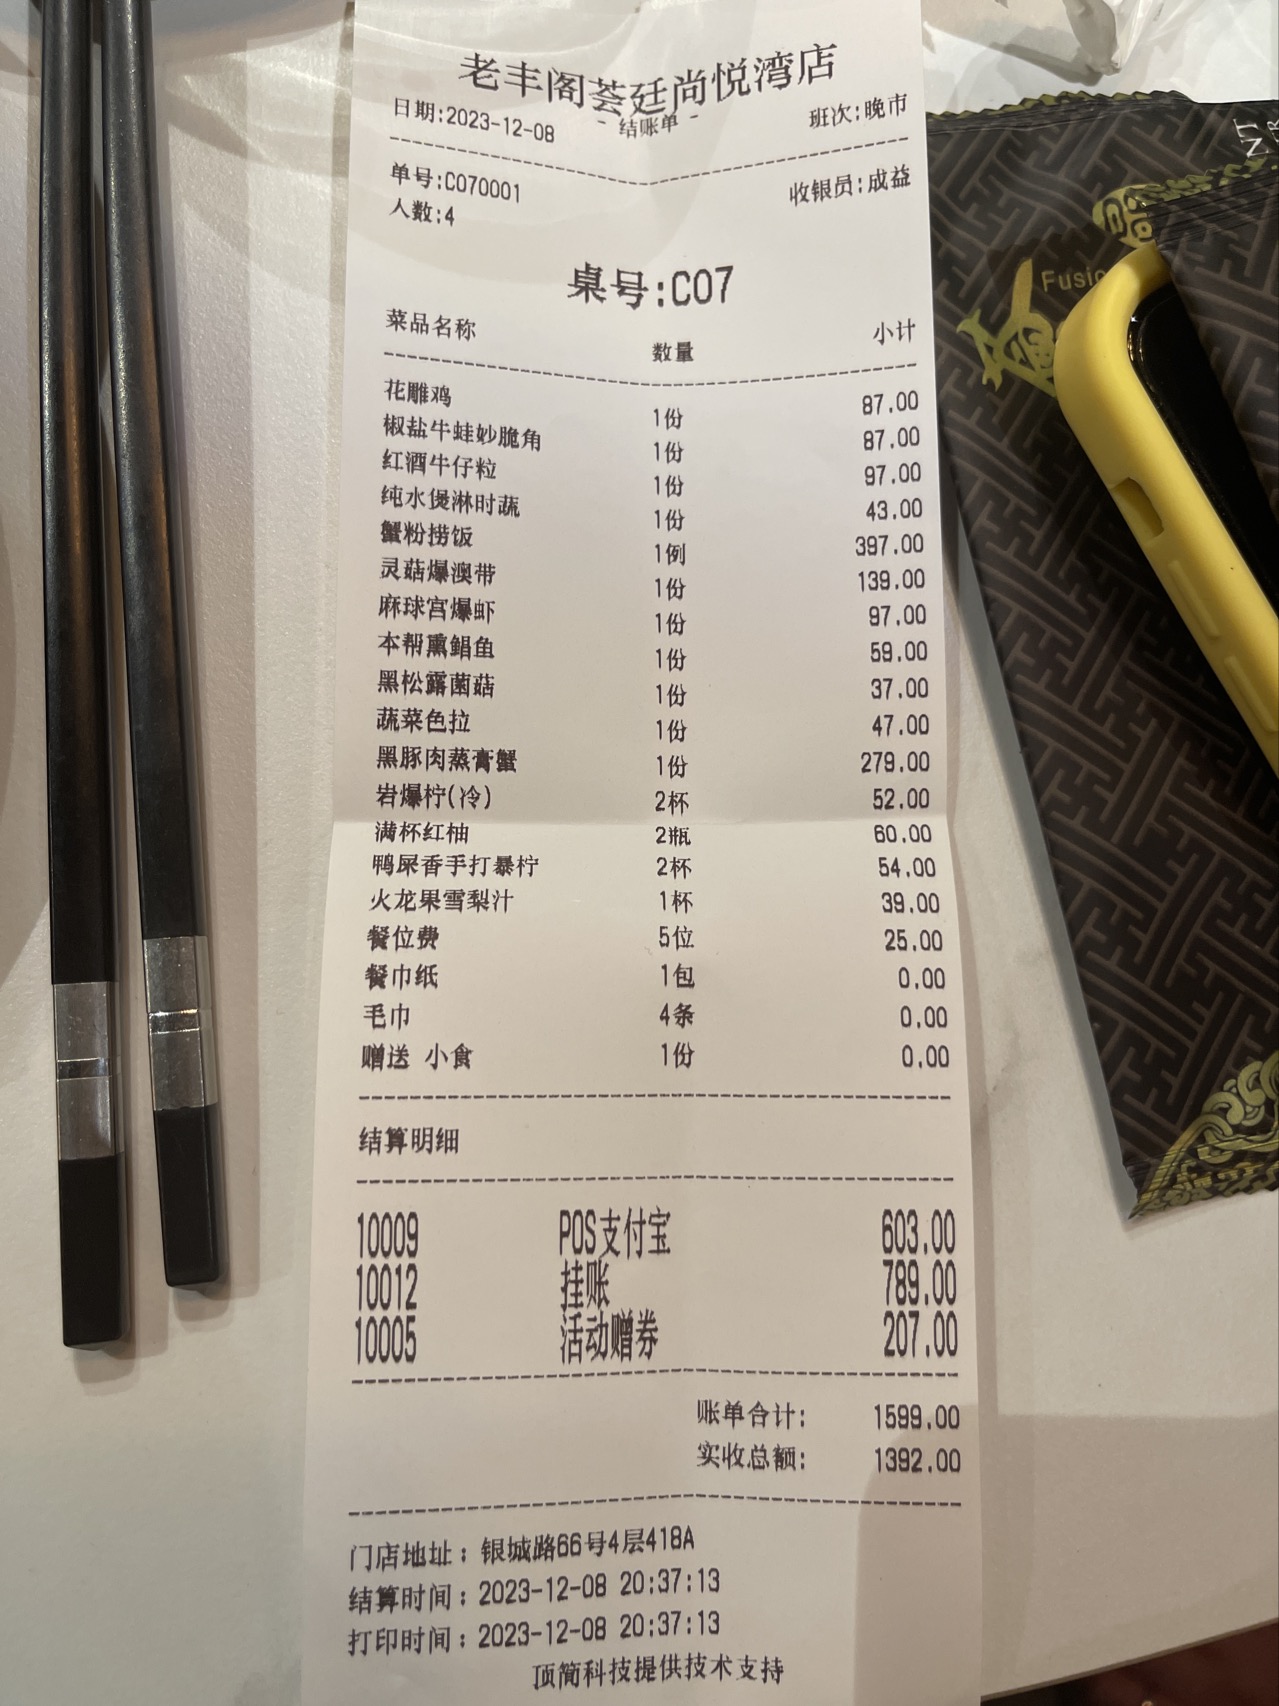 老丰阁荟廷尚悦湾店
- 结账单 -
日期:2023-12-08 班次:晚市
单号:C070001 收银员:成益
人数:4
桌号:C07
菜品名称 数量 小计
花雕鸡 1份 87.00
椒盐牛蛙妙脆角 1份 87.00
红酒牛仔粒 1份 97.00
纯水煲淋时蔬 1份 43.00
蟹粉捞饭 1例 397.00
灵菇爆澳带 1份 139.00
麻球宫爆虾 1份 97.00
本帮熏鲳鱼 1份 59.00
黑松露菌菇 1份 37.00
蔬菜色拉 1份 47.00
黑豚肉蒸膏蟹 1份 279.00
岩爆柠(冷) 2杯 52.00
满杯红柚 2瓶 60.00
鸭屎香手打暴柠 2杯 54.00
火龙果雪梨汁 1杯 39.00
餐位费 5位 25.00
餐巾纸 1包 0.00
毛巾 4条 0.00
赠送 小食 1份 0.00
结算明细
10009 POS支付宝 603.00
10012 挂账 789.00
10005 活动赠券 207.00
账单合计: 1599.00
实收总额: 1392.00
门店地址：银城路66号4层418A
结算时间：2023-12-08 20:37:13
打印时间：2023-12-08 20:37:13
顶简科技提供技术支持